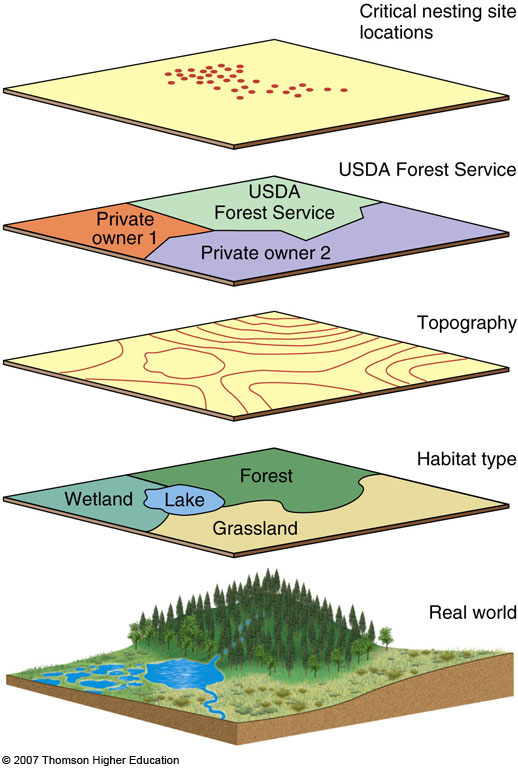 Critical nesting site
locations
USDA Forest Service
USDA
Forest Service
Private
owner 1
Private owner 2
Topography
Habitat type
Forest
Wetland
Lake
Grassland
Real world
© 2007 Thomson Higher Education